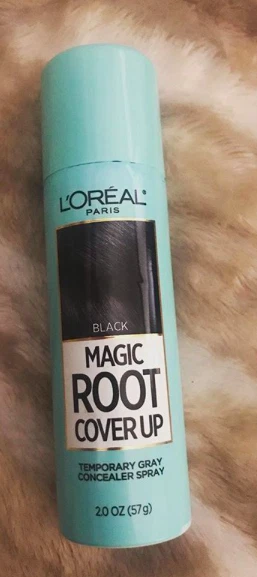 L'ORÉAL®
PARIS
BLACK
MAGIC
ROOT
COVER UP
TEMPORARY GRAY
CONCEALER SPRAY
2.0 OZ (57g)